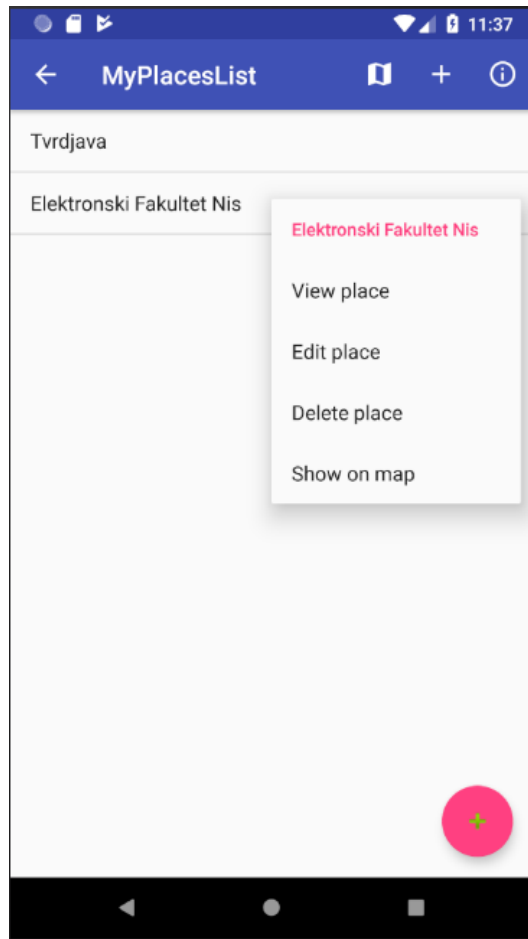 11:37
MyPlacesList
Tvrdjava
Elektronski Fakultet Nis
Elektronski Fakultet Nis
View place
Edit place
Delete place
Show on map